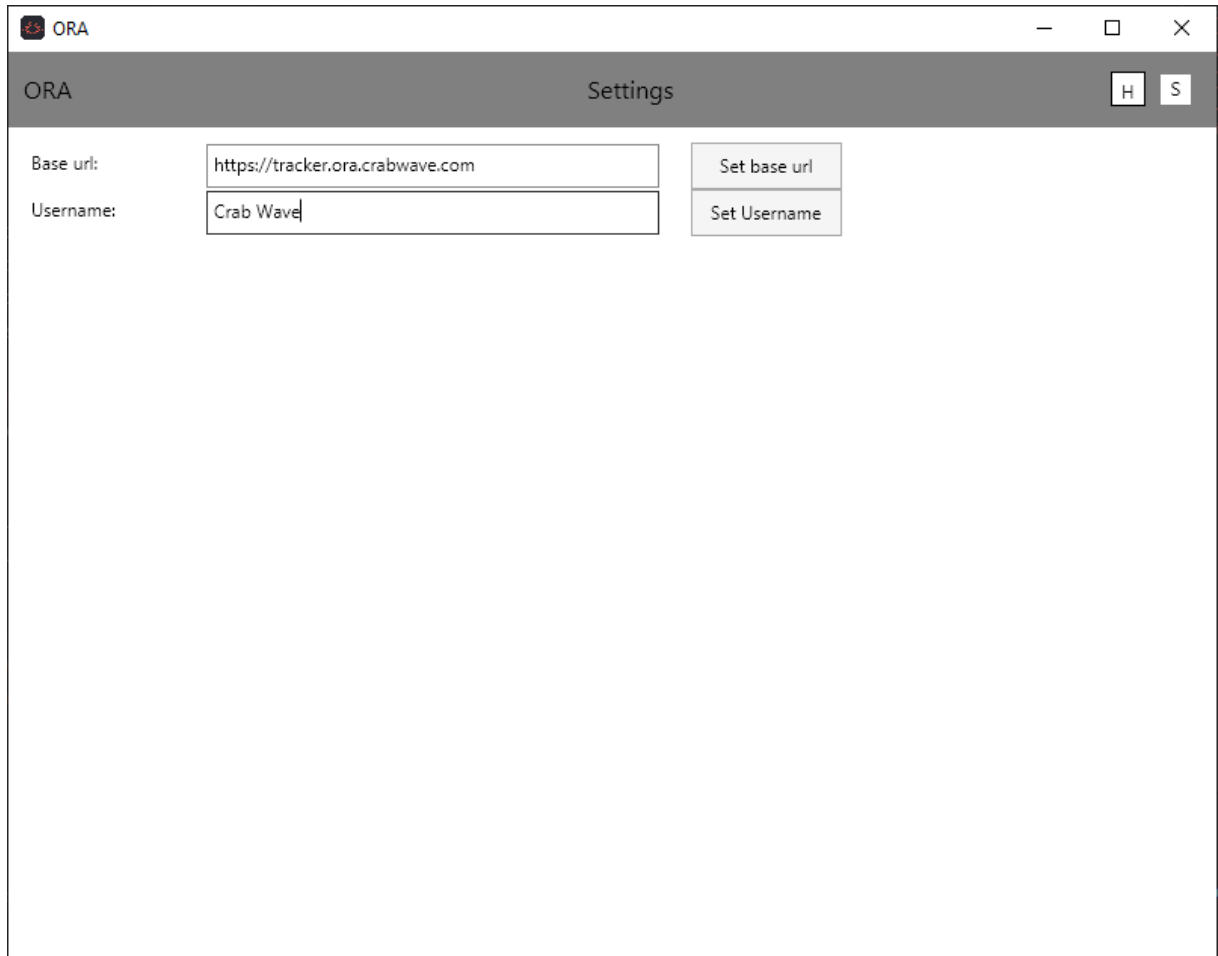 ORA
ORA Settings H S
Base url: https://tracker.ora.crabwave.com Set base url
Username: Crab Wave Set Username